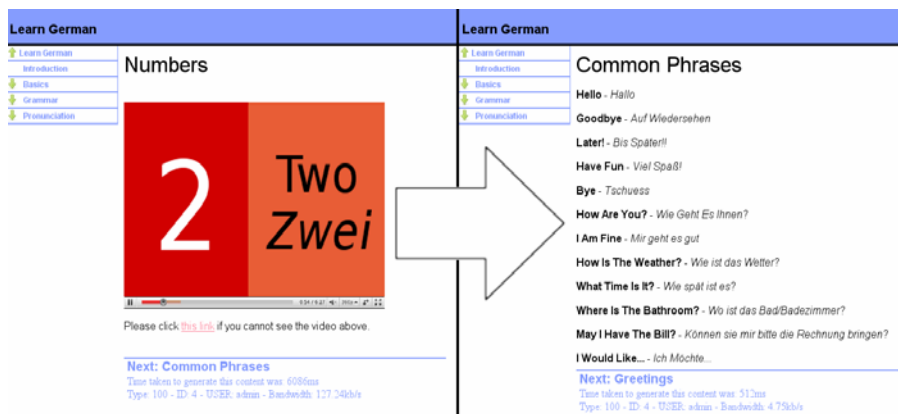 Learn German
Learn German
Introduction
Basics
Grammar
Pronunciation
Numbers
2
Two
Zwei
Please click this link if you cannot see the video above.
Next: Common Phrases
Time taken to generate this content was: 6086ms
Type: 100 - ID: 4 - USER: admin - Bandwidth: 127.24kb/s
Learn German
Learn German
Introduction
Basics
Grammar
Pronunciation
Common Phrases
Hello - Hallo
Goodbye - Auf Wiedersehen
Later! - Bis Später!!
Have Fun - Viel Spaß!
Bye - Tschuess
How Are You? - Wie Geht Es Ihnen?
I Am Fine - Mir geht es gut
How Is The Weather? - Wie ist das Wetter?
What Time Is It? - Wie spät ist es?
Where Is The Bathroom? - Wo ist das Bad/Badezimmer?
May I Have The Bill? - Können sie mir bitte die Rechnung bringen?
I Would Like... - Ich Möchte...
Next: Greetings
Time taken to generate this content was: 512ms
Type: 100 - ID: 4 - USER: admin - Bandwidth: 4.75kb/s